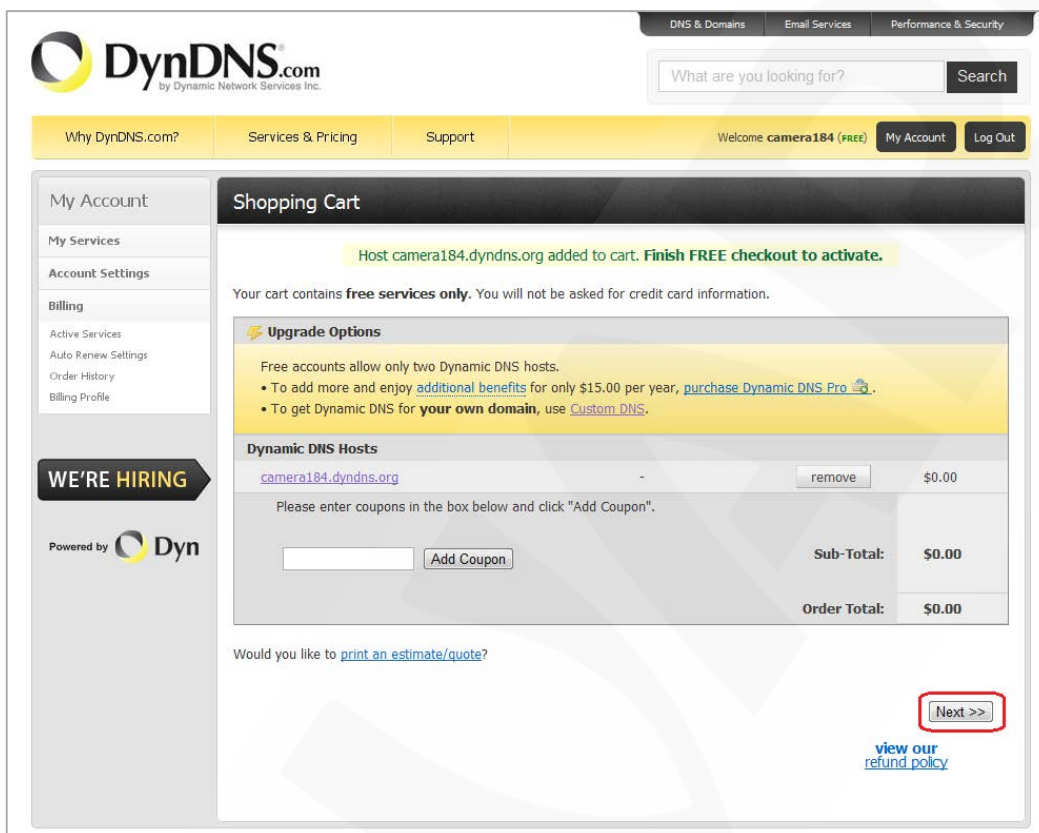 DNS & Domains Email Services Performance & Security
DynDNS.com
by Dynamic Network Services Inc.
What are you looking for? Search
Why DynDNS.com? Services & Pricing Support Welcome camera184 (FREE) My Account Log Out
My Account
My Services
Account Settings
Billing
Active Services
Auto Renew Settings
Order History
Billing Profile
WE'RE HIRING
Powered by Dyn
Shopping Cart
Host camera184.dyndns.org added to cart. Finish FREE checkout to activate.
Your cart contains free services only. You will not be asked for credit card information.
Upgrade Options
Free accounts allow only two Dynamic DNS hosts.
• To add more and enjoy additional benefits for only $15.00 per year, purchase Dynamic DNS Pro.
• To get Dynamic DNS for your own domain, use Custom DNS.
Dynamic DNS Hosts
camera184.dyndns.org - remove $0.00
Please enter coupons in the box below and click "Add Coupon".
Add Coupon Sub-Total: $0.00
Order Total: $0.00
Would you like to print an estimate/quote?
Next >>
view our
refund policy